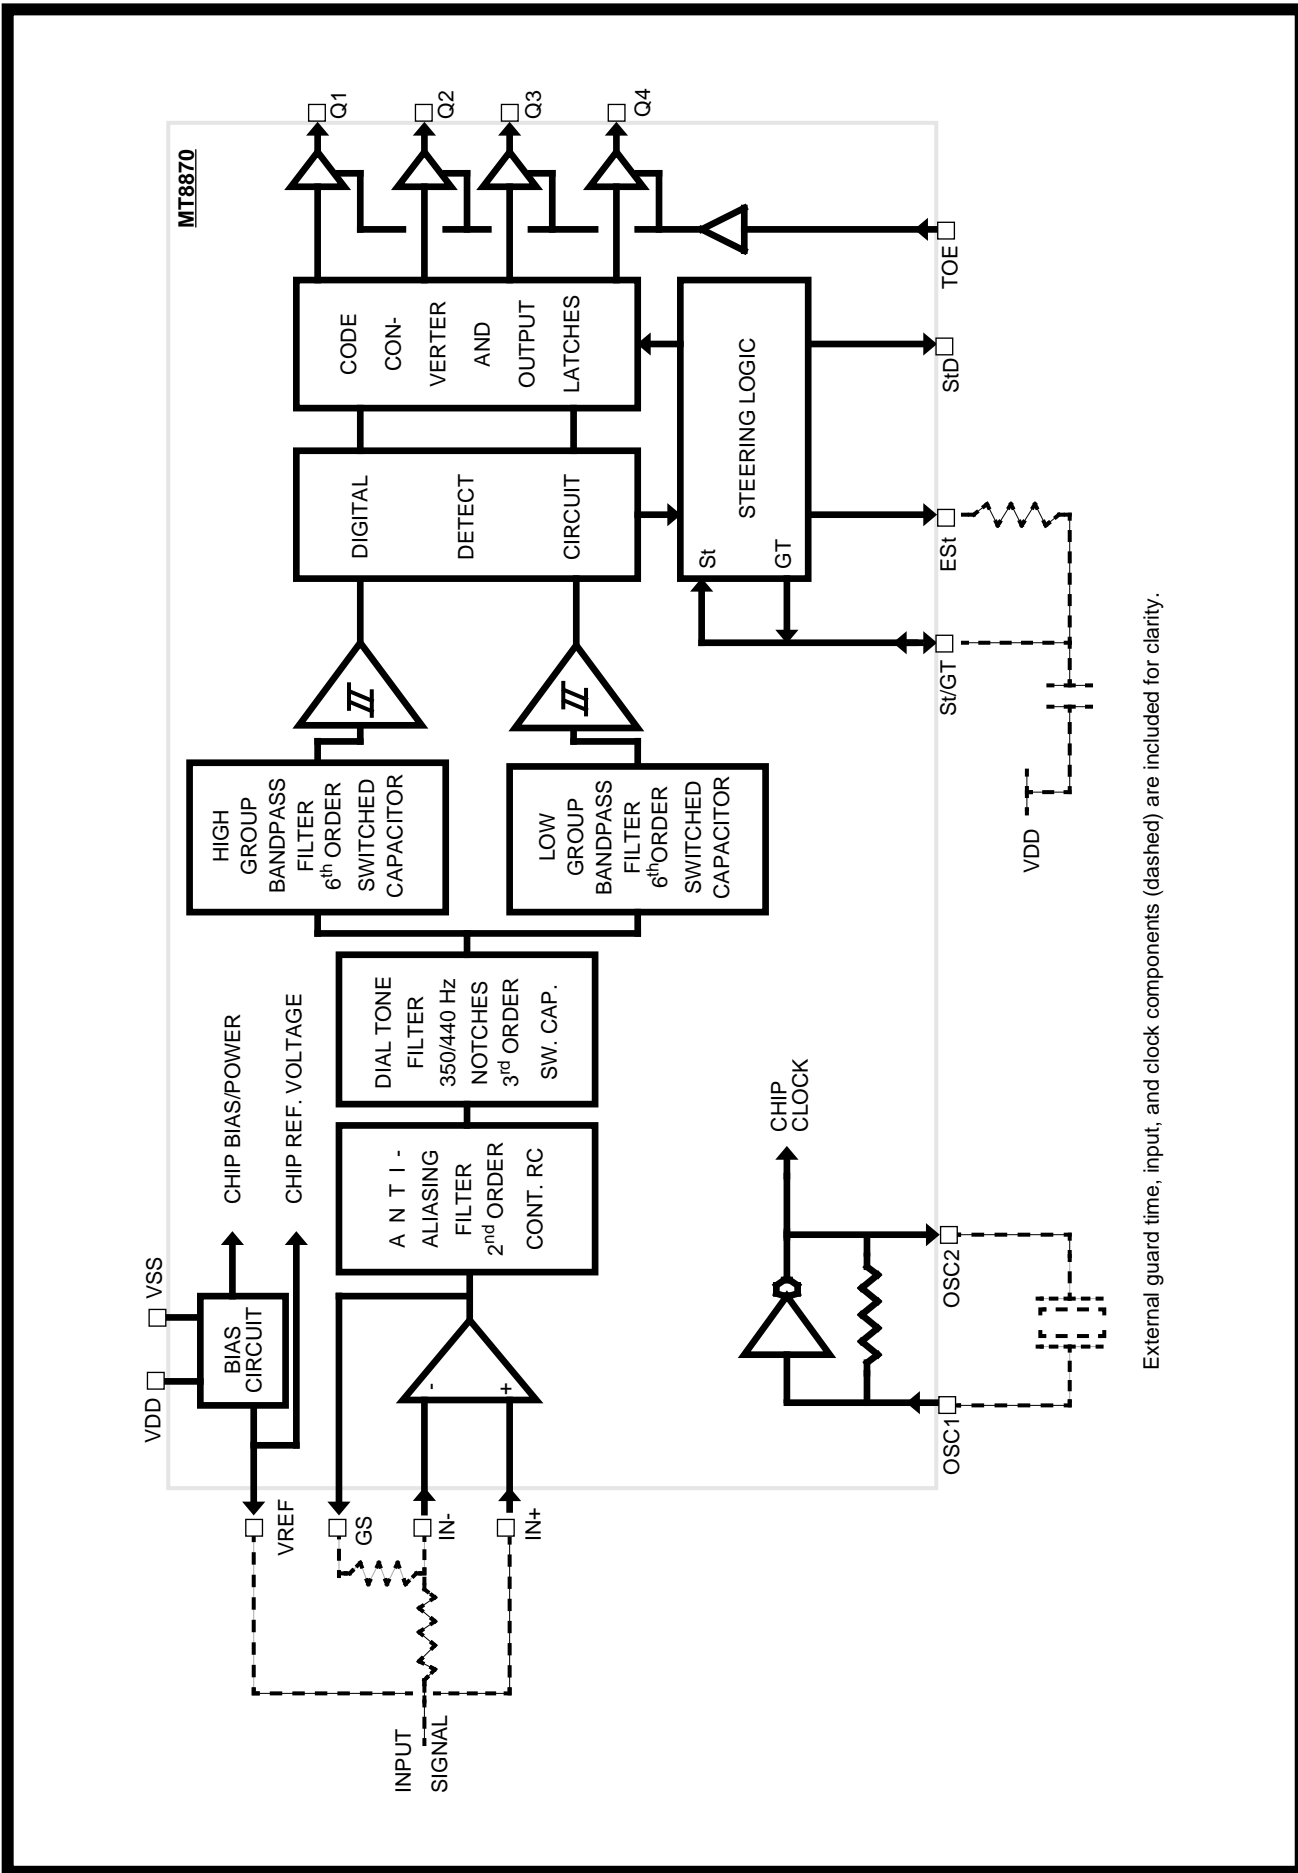 MT8870
VDD
VSS
BIAS
CIRCUIT
CHIP BIAS/POWER
CHIP REF. VOLTAGE
VREF
GS
IN-
IN+
INPUT
SIGNAL
-
+
A N T I -
ALIASING
FILTER
2nd ORDER
CONT. RC
DIAL TONE
FILTER
350/440 Hz
NOTCHES
3rd ORDER
SW. CAP.
HIGH
GROUP
BANDPASS
FILTER
6th ORDER
SWITCHED
CAPACITOR
LOW
GROUP
BANDPASS
FILTER
6thORDER
SWITCHED
CAPACITOR
DIGITAL
DETECT
CIRCUIT
CODE
CON-
VERTER
AND
OUTPUT
LATCHES
Q1
Q2
Q3
Q4
St
GT
STEERING LOGIC
CHIP
CLOCK
OSC1
OSC2
VDD
St/GT
ESt
StD
TOE
External guard time, input, and clock components (dashed) are included for clarity.